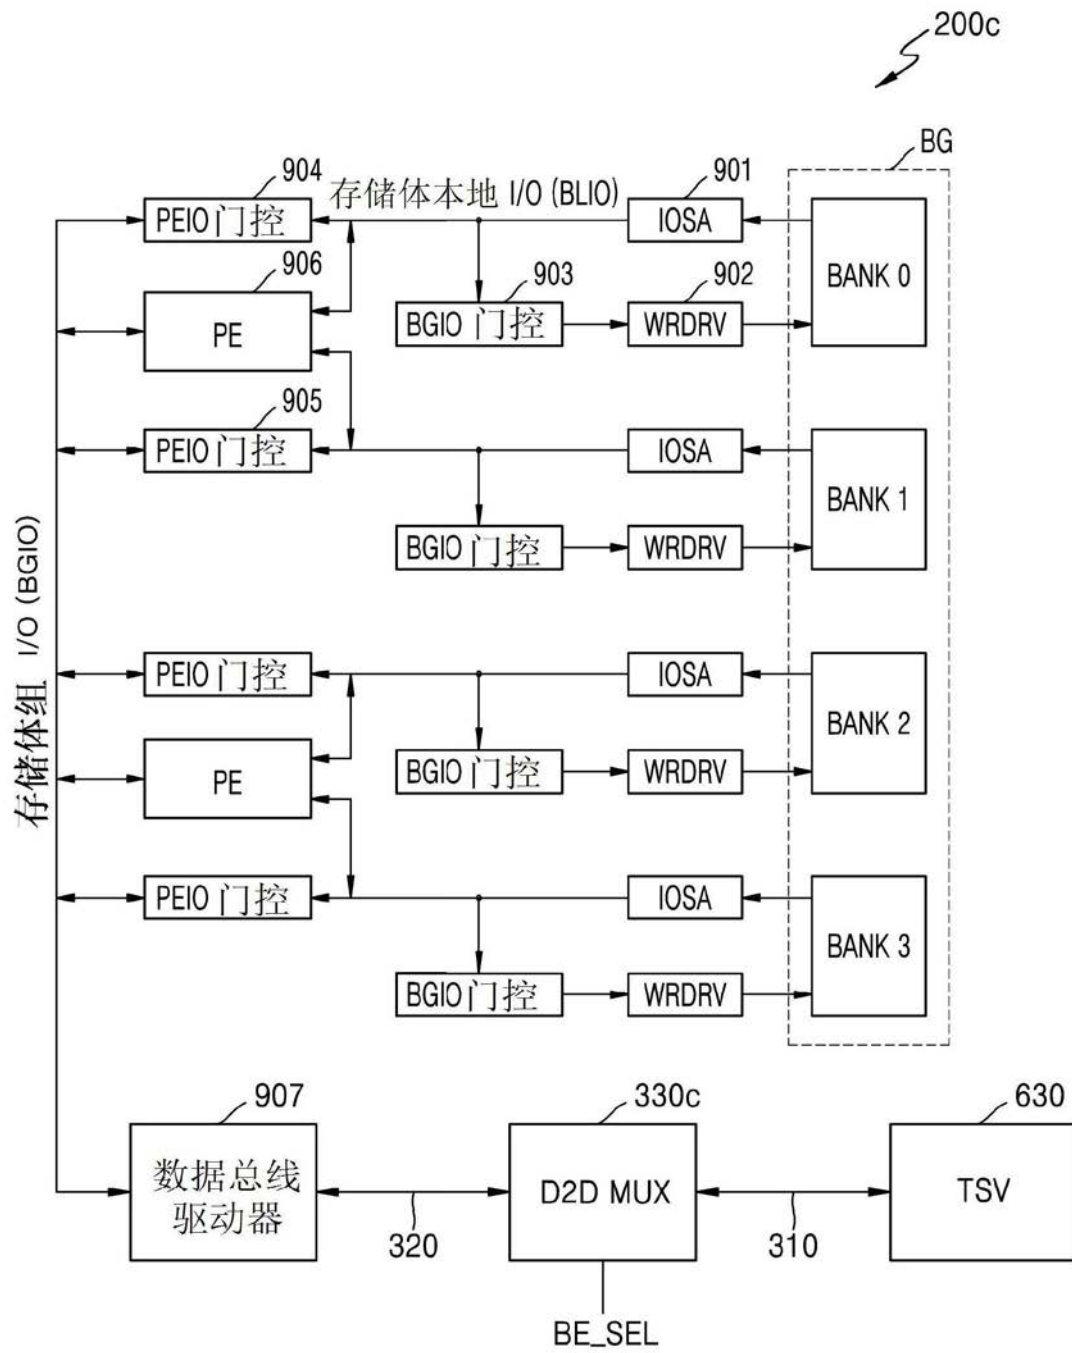 200c
BG
904
存储体本地 I/O (BLIO)
901
PEIO 门控
IOSA
BANK 0
906
903
902
PE
BGIO 门控
WRDRV
905
PEIO 门控
IOSA
BANK 1
BGIO 门控
WRDRV
存储体组 I/O (BGIO)
PEIO 门控
IOSA
BANK 2
PE
BGIO 门控
WRDRV
PEIO 门控
IOSA
BANK 3
BGIO 门控
WRDRV
907
330c
630
数据总线
驱动器
D2D MUX
TSV
320
310
BE_SEL